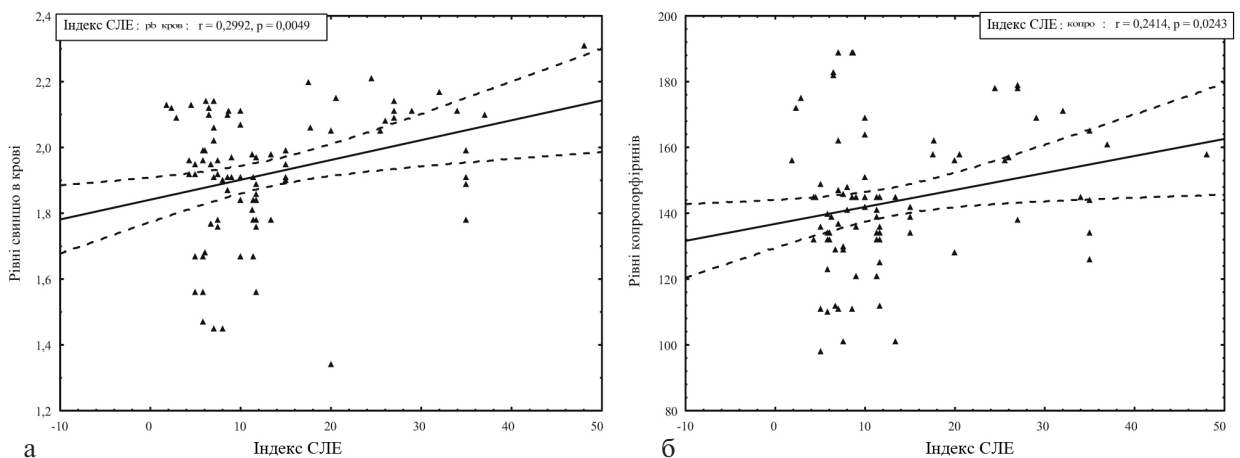 Індекс СЛЕ: pb кров: r = 0,2992, p = 0,0049
2,4
2,2
2,0
1,8
1,6
1,4
1,2
Рівні свинцю в крові
-10 0 10 20 30 40 50
Індекс СЛЕ
а
Індекс СЛЕ: копро : r = 0,2414, p = 0,0243
200
180
160
140
120
100
80
Рівні копропорфіринів
-10 0 10 20 30 40 50
Індекс СЛЕ
б